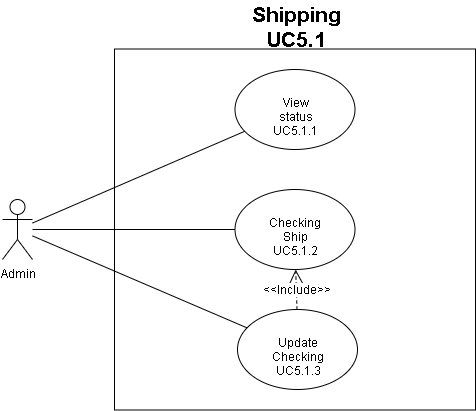 Shipping
UC5.1
View
status
UC5.1.1
Checking
Ship
UC5.1.2
Admin
<<Include>>
Update
Checking
UC5.1.3